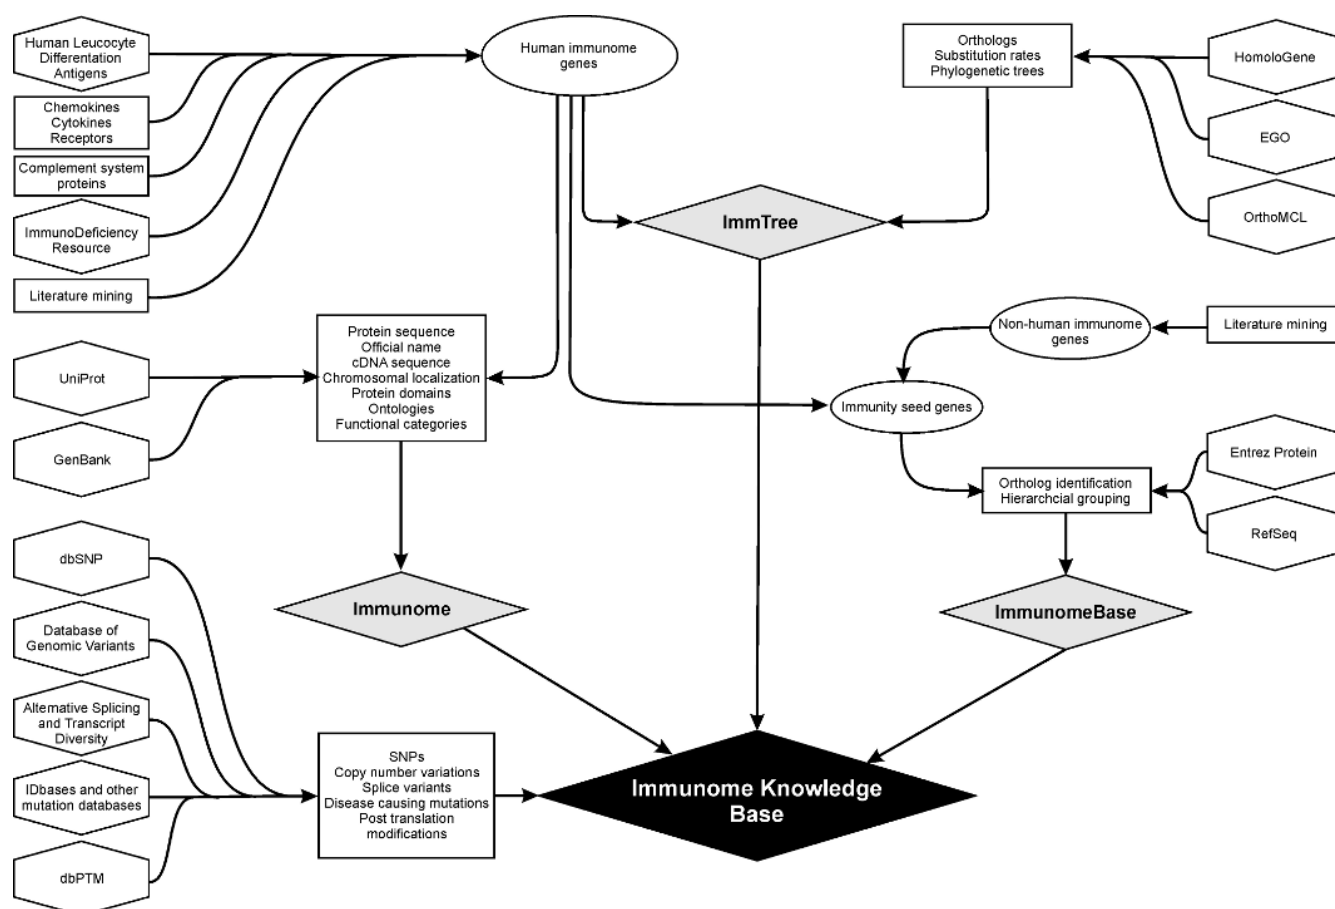 Human Leucocyte
Differentation
Antigens
Human immunome
genes
Orthologs
Substitution rates
Phylogenetic trees
HomoloGene
Chemokines
Cytokines
Receptors
EGO
Complement system
proteins
ImmunoDeficiency
Resource
ImmTree
OrthoMCL
Literature mining
Non-human immunome
genes
Literature mining
UniProt
GenBank
Protein sequence
Official name
cDNA sequence
Chromosomal localization
Protein domains
Ontologies
Functional categories
Immunity seed genes
Entrez Protein
Ortholog identification
Hierarchcial grouping
RefSeq
dbSNP
Immunome
ImmunomeBase
Database of
Genomic Variants
Alternative Splicing
and Transcript
Diversity
IDbases and other
mutation databases
dbPTM
SNPs
Copy number variations
Splice variants
Disease causing mutations
Post translation
modifications
Immunome Knowledge
Base